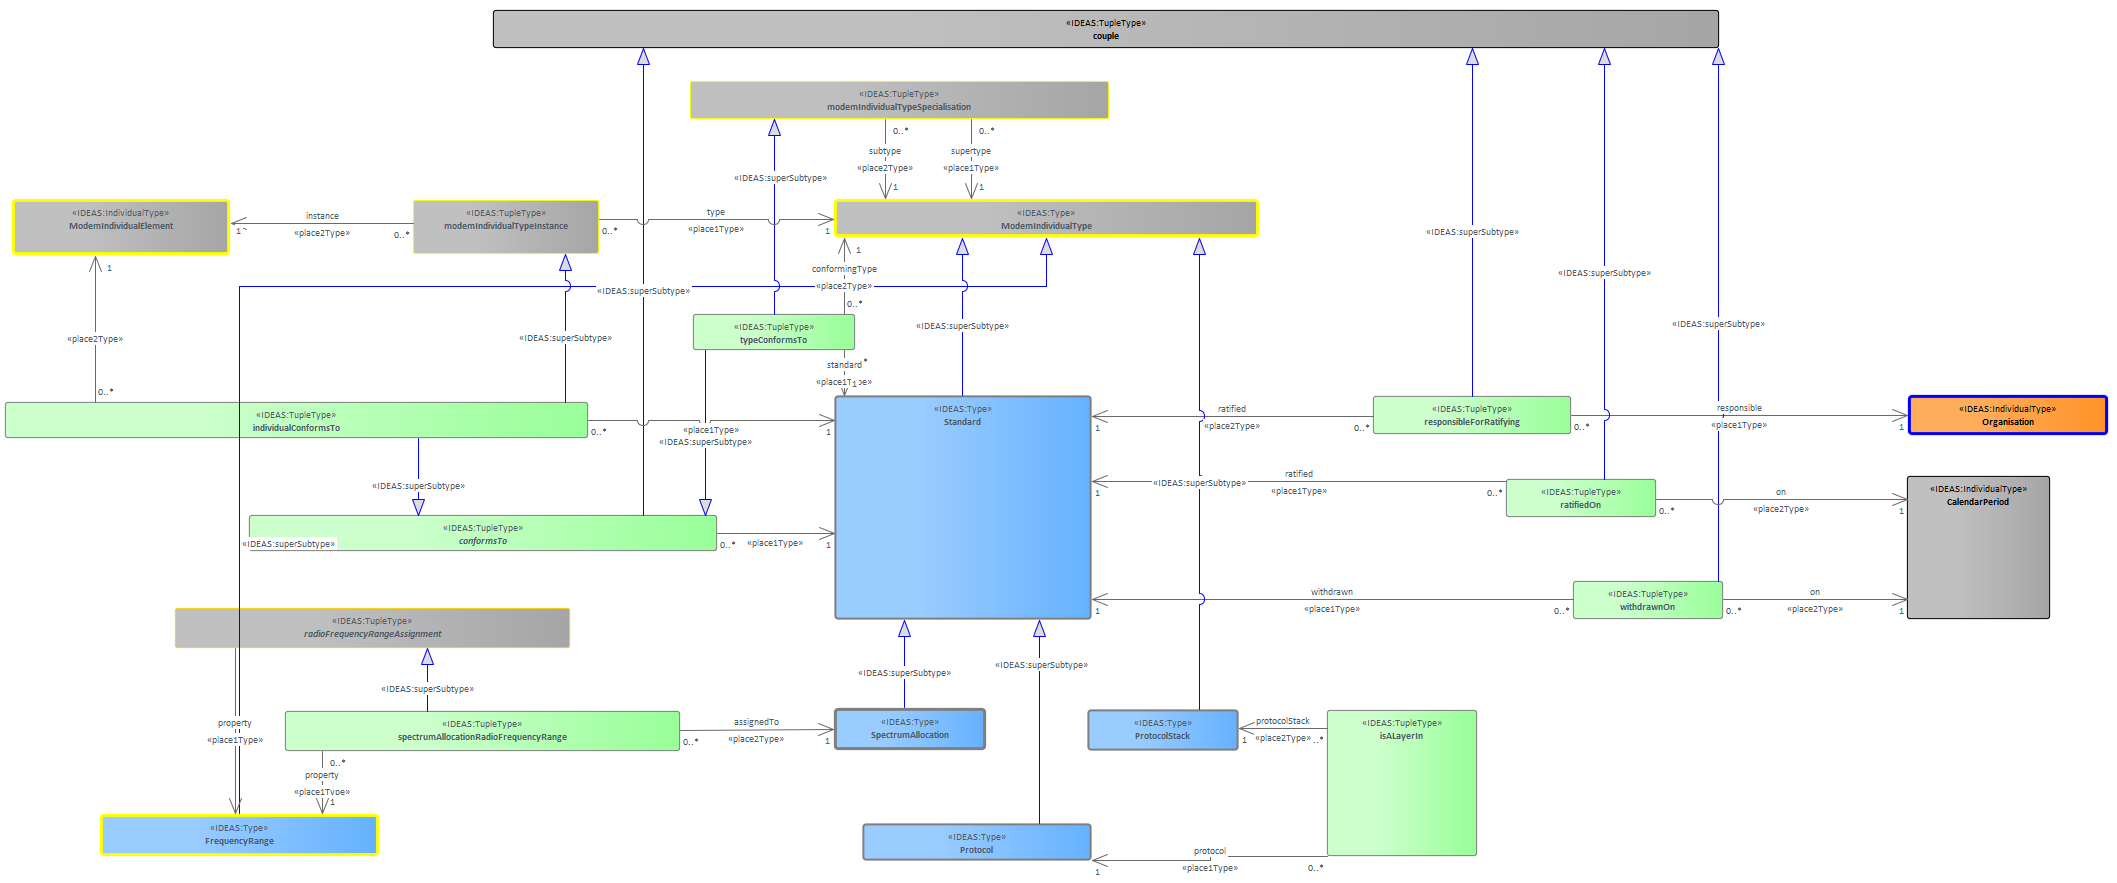 «IDEAS:TupleType»
couple
«IDEAS:TupleType»
modemIndividualTypeSpecialisation
0..*
0..*
subtype
supertype
«place2Type»
«place1Type»
1
1
«IDEAS:superSubtype»
«IDEAS:IndividualType»
ModemIndividualElement
instance
«place2Type»
1
0..*
«IDEAS:TupleType»
modemIndividualTypeInstance
type
«place1Type»
0..*
1
«IDEAS:Type»
ModemIndividualType
«IDEAS:superSubtype»
1
conformingType
«place2Type»
0..*
1
«IDEAS:superSubtype»
«IDEAS:superSubtype»
«IDEAS:superSubtype»
«IDEAS:superSubtype»
«IDEAS:TupleType»
typeConformsTo
«IDEAS:superSubtype»
«place2Type»
«IDEAS:superSubtype»
0..*
standard
*
1
«IDEAS:TupleType»
individualConformsTo
0..*
«place1Type»
«IDEAS:superSubtype»
1
«IDEAS:Type»
Standard
ratified
«place2Type»
1
0..*
«IDEAS:TupleType»
responsibleForRatifying
0..*
responsible
«place1Type»
1
«IDEAS:IndividualType»
Organisation
«IDEAS:superSubtype»
ratified
«place1Type»
«IDEAS:superSubtype»
1
0..*
«IDEAS:TupleType»
ratifiedOn
0..*
on
«place2Type»
1
«IDEAS:IndividualType»
CalendarPeriod
«IDEAS:TupleType»
conformsTo
«IDEAS:superSubtype»
0..*
«place1Type»
1
withdrawn
«place1Type»
1
0..*
«IDEAS:TupleType»
withdrawnOn
0..*
on
«place2Type»
1
«IDEAS:TupleType»
radioFrequencyRangeAssignment
«IDEAS:superSubtype»
«IDEAS:superSubtype»
«IDEAS:superSubtype»
property
«place1Type»
«IDEAS:TupleType»
spectrumAllocationRadioFrequencyRange
0..*
assignedTo
«place2Type»
1
«IDEAS:Type»
SpectrumAllocation
«IDEAS:Type»
ProtocolStack
protocolStack
«place2Type»
1
..*
«IDEAS:TupleType»
isALayerIn
0..*
property
«place1Type»
1
«IDEAS:Type»
FrequencyRange
«IDEAS:Type»
Protocol
protocol
«place1Type»
1
0..*